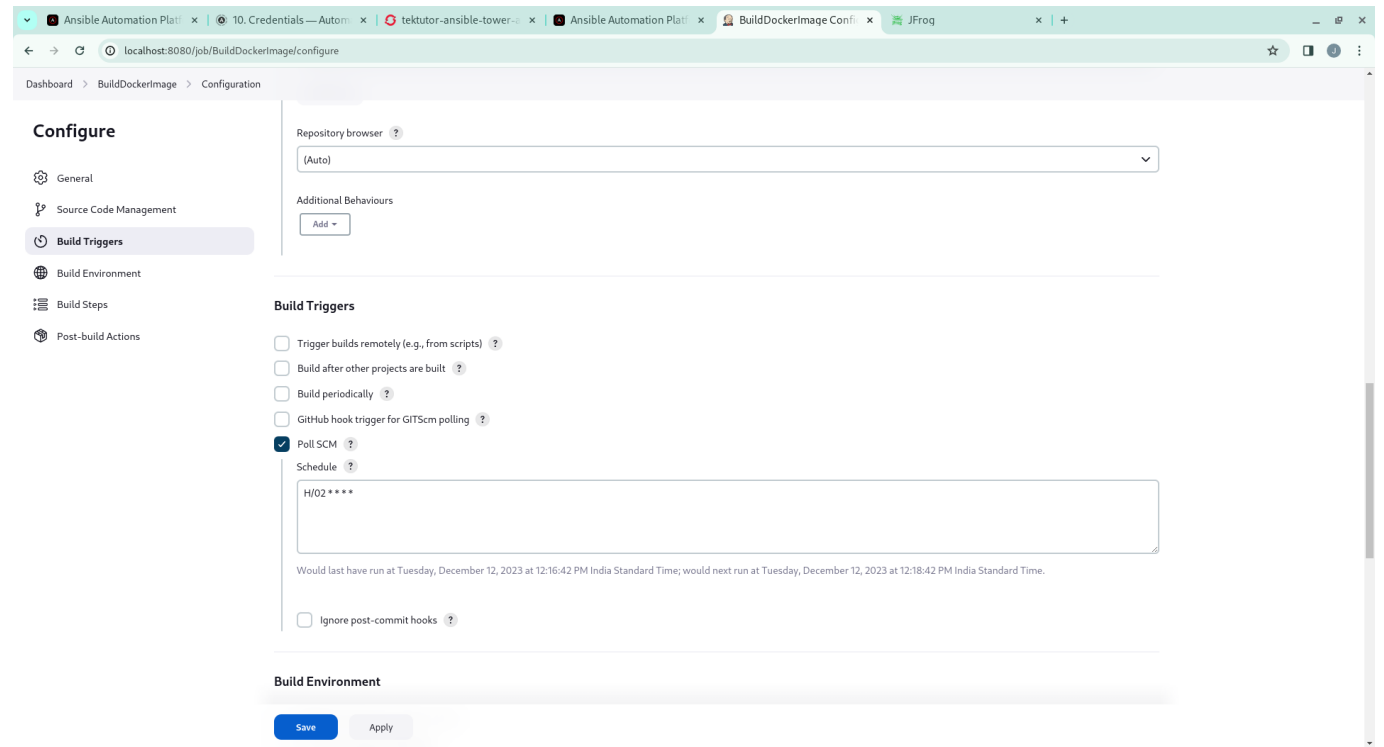 Ansible Automation Platf
10. Credentials — Autom
tektutor-ansible-tower-a
Ansible Automation Platf
BuildDockerImage Config
JFrog
localhost:8080/job/BuildDockerImage/configure
J
Dashboard > BuildDockerImage > Configuration
Configure
General
Source Code Management
Build Triggers
Build Environment
Build Steps
Post-build Actions
Repository browser ?
(Auto)
Additional Behaviours
Add
Build Triggers
Trigger builds remotely (e.g., from scripts) ?
Build after other projects are built ?
Build periodically ?
GitHub hook trigger for GITScm polling ?
Poll SCM ?
Schedule ?
H/02 * * * *
Would last have run at Tuesday, December 12, 2023 at 12:16:42 PM India Standard Time; would next run at Tuesday, December 12, 2023 at 12:18:42 PM India Standard Time.
Ignore post-commit hooks ?
Build Environment
Save
Apply